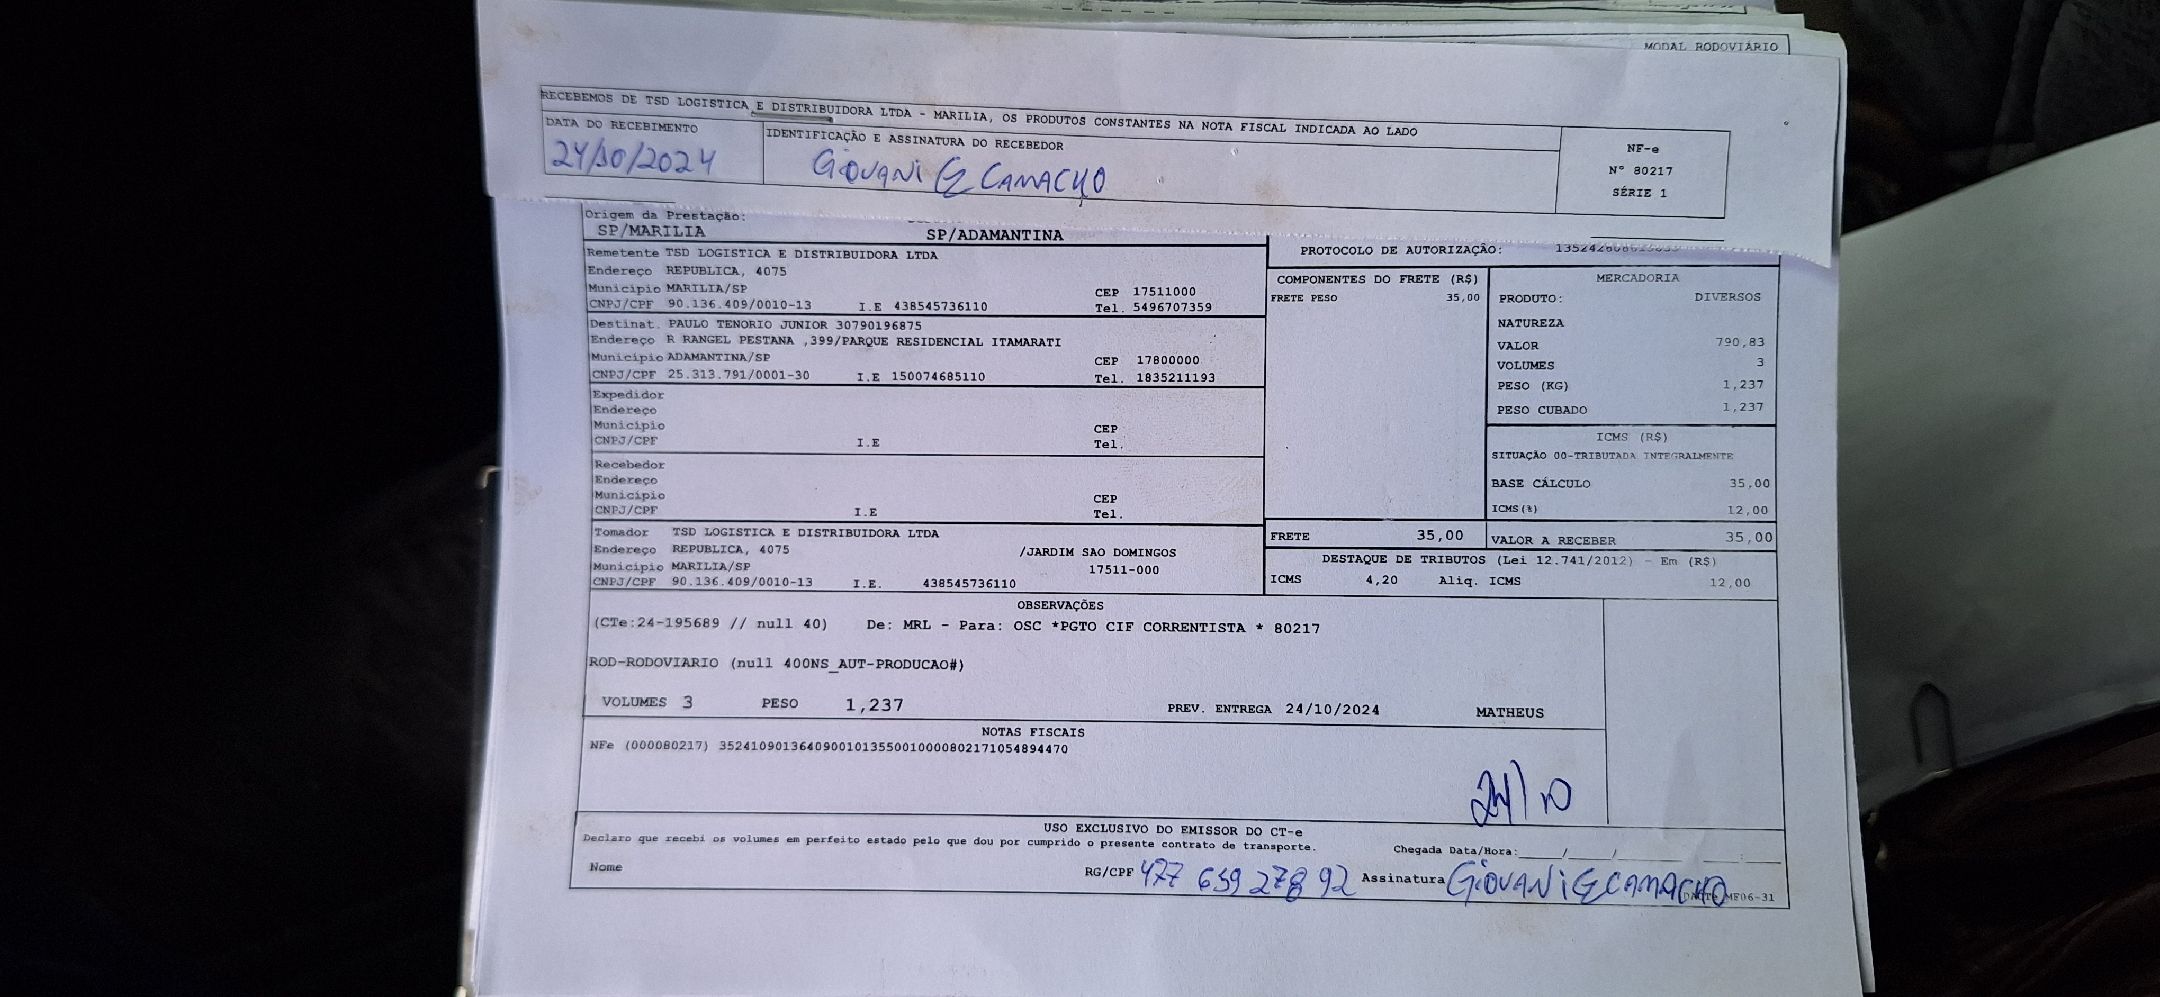 MODAL RODOVIÁRIO
RECEBEMOS DE TSD LOGISTICA E DISTRIBUIDORA LTDA - MARILIA, OS PRODUTOS CONSTANTES NA NOTA FISCAL INDICADA AO LADO
DATA DO RECEBIMENTO
24/10/2024
IDENTIFICAÇÃO E ASSINATURA DO RECEBEDOR
GIOVANI G CAMACHO
NF-e
N° 80217
SÉRIE 1
Origem da Prestação:
SP/MARILIA SP/ADAMANTINA
PROTOCOLO DE AUTORIZAÇÃO:
Remetente TSD LOGISTICA E DISTRIBUIDORA LTDA
Endereço REPUBLICA, 4075
Município MARILIA/SP CEP 17511000
CNPJ/CPF 90.136.409/0010-13 I.E 438545736110 Tel. 5496707359
Destinat. PAULO TENORIO JUNIOR 30790196875
Endereço R RANGEL PESTANA ,399/PARQUE RESIDENCIAL ITAMARATI
Município ADAMANTINA/SP CEP 17800000
CNPJ/CPF 25.313.791/0001-30 I.E 150074685110 Tel. 1835211193
Expedidor
Endereço
Município CEP
CNPJ/CPF I.E Tel.
Recebedor
Endereço
Município CEP
CNPJ/CPF I.E Tel.
Tomador TSD LOGISTICA E DISTRIBUIDORA LTDA
Endereço REPUBLICA, 4075 /JARDIM SAO DOMINGOS
Município MARILIA/SP 17511-000
CNPJ/CPF 90.136.409/0010-13 I.E. 438545736110
COMPONENTES DO FRETE (R$)
FRETE PESO 35,00
MERCADORIA
PRODUTO: DIVERSOS
NATUREZA
VALOR 790,83
VOLUMES 3
PESO (KG) 1,237
PESO CUBADO 1,237
ICMS (R$)
SITUAÇÃO 00-TRIBUTADA INTEGRALMENTE
BASE CÁLCULO 35,00
ICMS(%) 12,00
FRETE 35,00 VALOR A RECEBER 35,00
DESTAQUE DE TRIBUTOS (Lei 12.741/2012) - Em (R$)
ICMS 4,20 Aliq. ICMS 12,00
OBSERVAÇÕES
(CTe:24-195689 // null 40) De: MRL - Para: OSC *PGTO CIF CORRENTISTA * 80217
ROD-RODOVIARIO (null 400NS_AUT-PRODUCAO#)
VOLUMES 3 PESO 1,237 PREV. ENTREGA 24/10/2024 MATHEUS
NOTAS FISCAIS
NFe (000080217) 35241090136409001013550010000802171054894470
24/10
USO EXCLUSIVO DO EMISSOR DO CT-e
Declaro que recebi os volumes em perfeito estado pelo que dou por cumprido o presente contrato de transporte.
Chegada Data/Hora:____/____/______ ____:____
Nome RG/CPF 477 659 278 92 Assinatura GIOVANI G CAMACHO